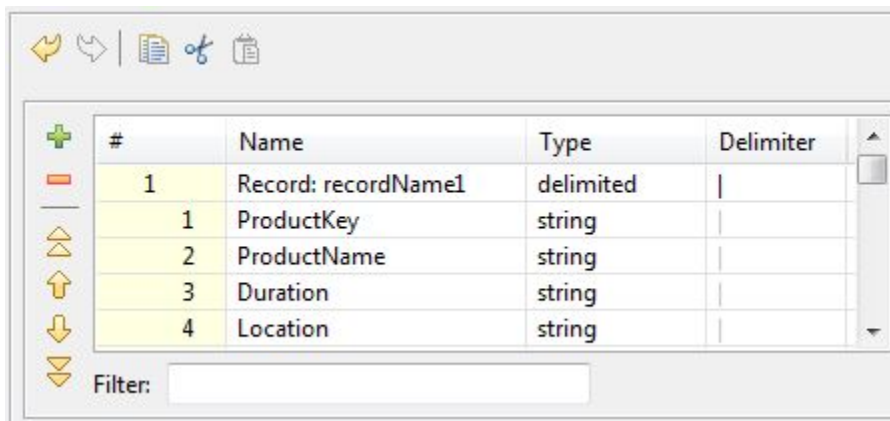 # Name Type Delimiter
1 Record: recordName1 delimited |
1 ProductKey string |
2 ProductName string |
3 Duration string |
4 Location string |
Filter: